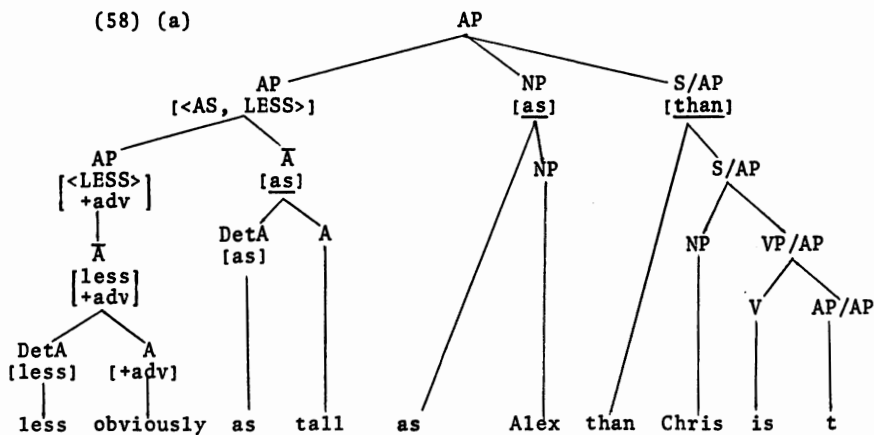 (58) (a) AP
AP NP S/AP
[<AS, LESS>] [as] [than]
AP A̅ NP S/AP
[<LESS> +adv] [as]
A̅ DetA A NP VP/AP
[less +adv] [as]
V AP/AP
DetA A
[less] [+adv]
less obviously as tall as Alex than Chris is t